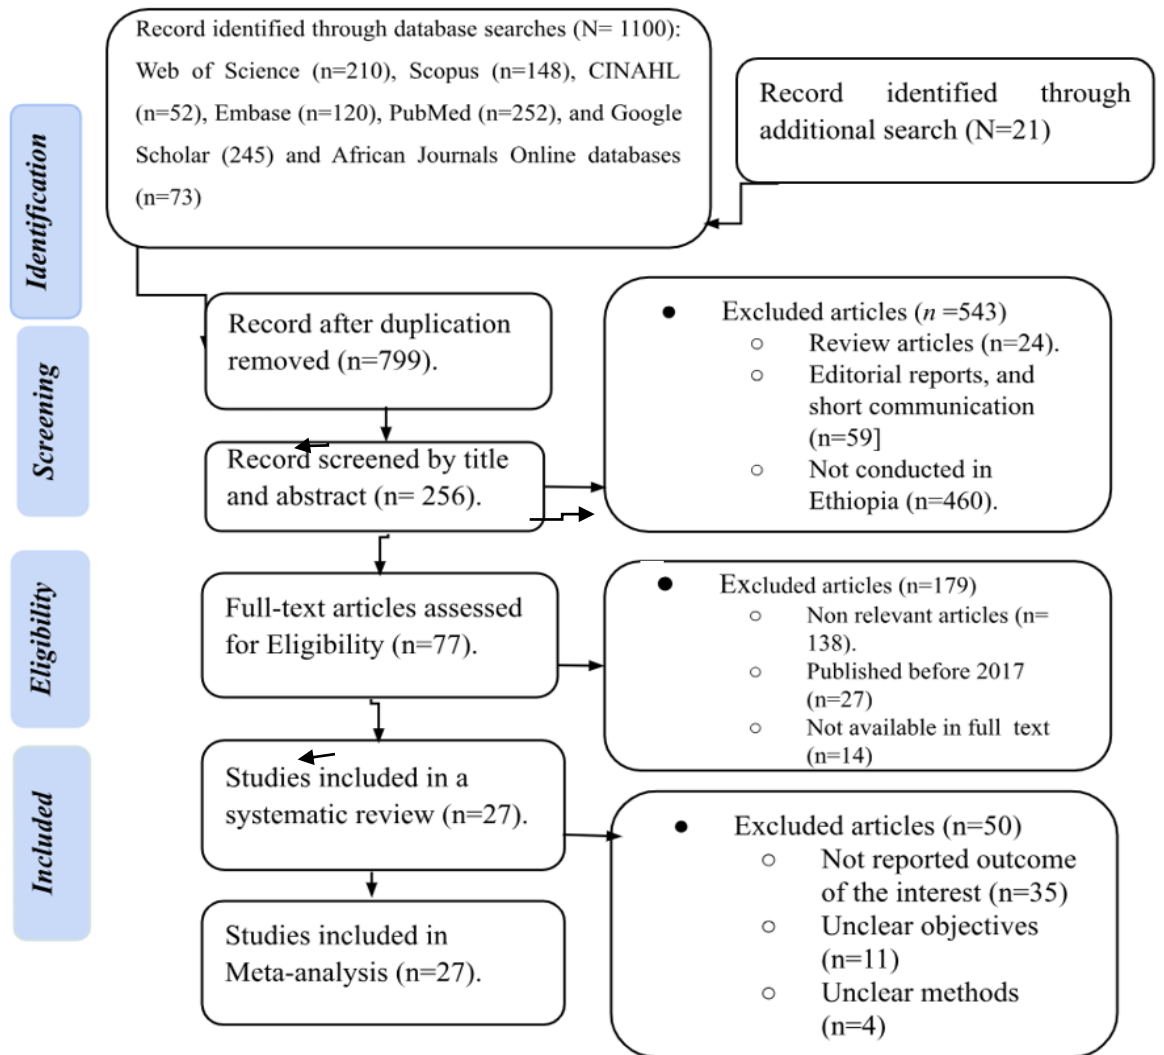 Record identified through database searches (N= 1100):
Web of Science (n=210), Scopus (n=148), CINAHL
(n=52), Embase (n=120), PubMed (n=252), and Google
Scholar (245) and African Journals Online databases
(n=73)
Record identified through
additional search (N=21)
Identification
Record after duplication
removed (n=799).
Excluded articles (n =543)
Review articles (n=24).
Editorial reports, and
short communication
(n=59]
Not conducted in
Ethiopia (n=460).
Screening
Record screened by title
and abstract (n= 256).
Eligibility
Full-text articles assessed
for Eligibility (n=77).
Excluded articles (n=179)
Non relevant articles (n=
138).
Published before 2017
(n=27)
Not available in full text
(n=14)
Included
Studies included in a
systematic review (n=27).
Excluded articles (n=50)
Not reported outcome
of the interest (n=35)
Unclear objectives
(n=11)
Unclear methods
(n=4)
Studies included in
Meta-analysis (n=27).